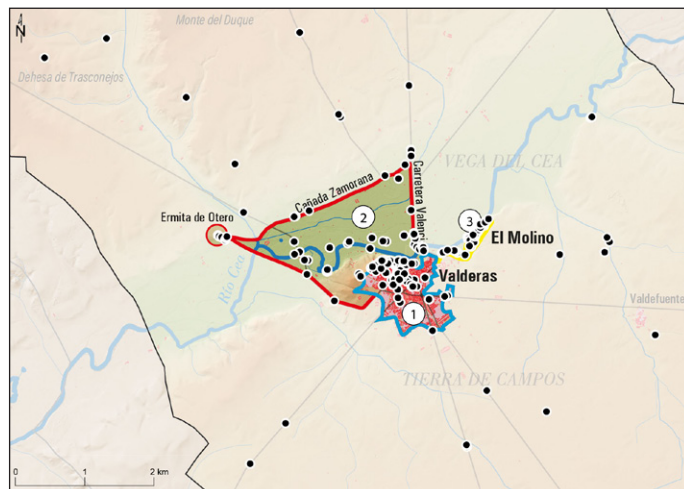 N
Monte del Duque
Dehesa de Trasconejos
VEGA DEL CEA
Cañada Zamorana
Carretera Valenci
Ermita de Otero
2
3
El Molino
Río Cea
Valderas
Valdefuente
1
TIERRA DE CAMPOS
0 1 2 km